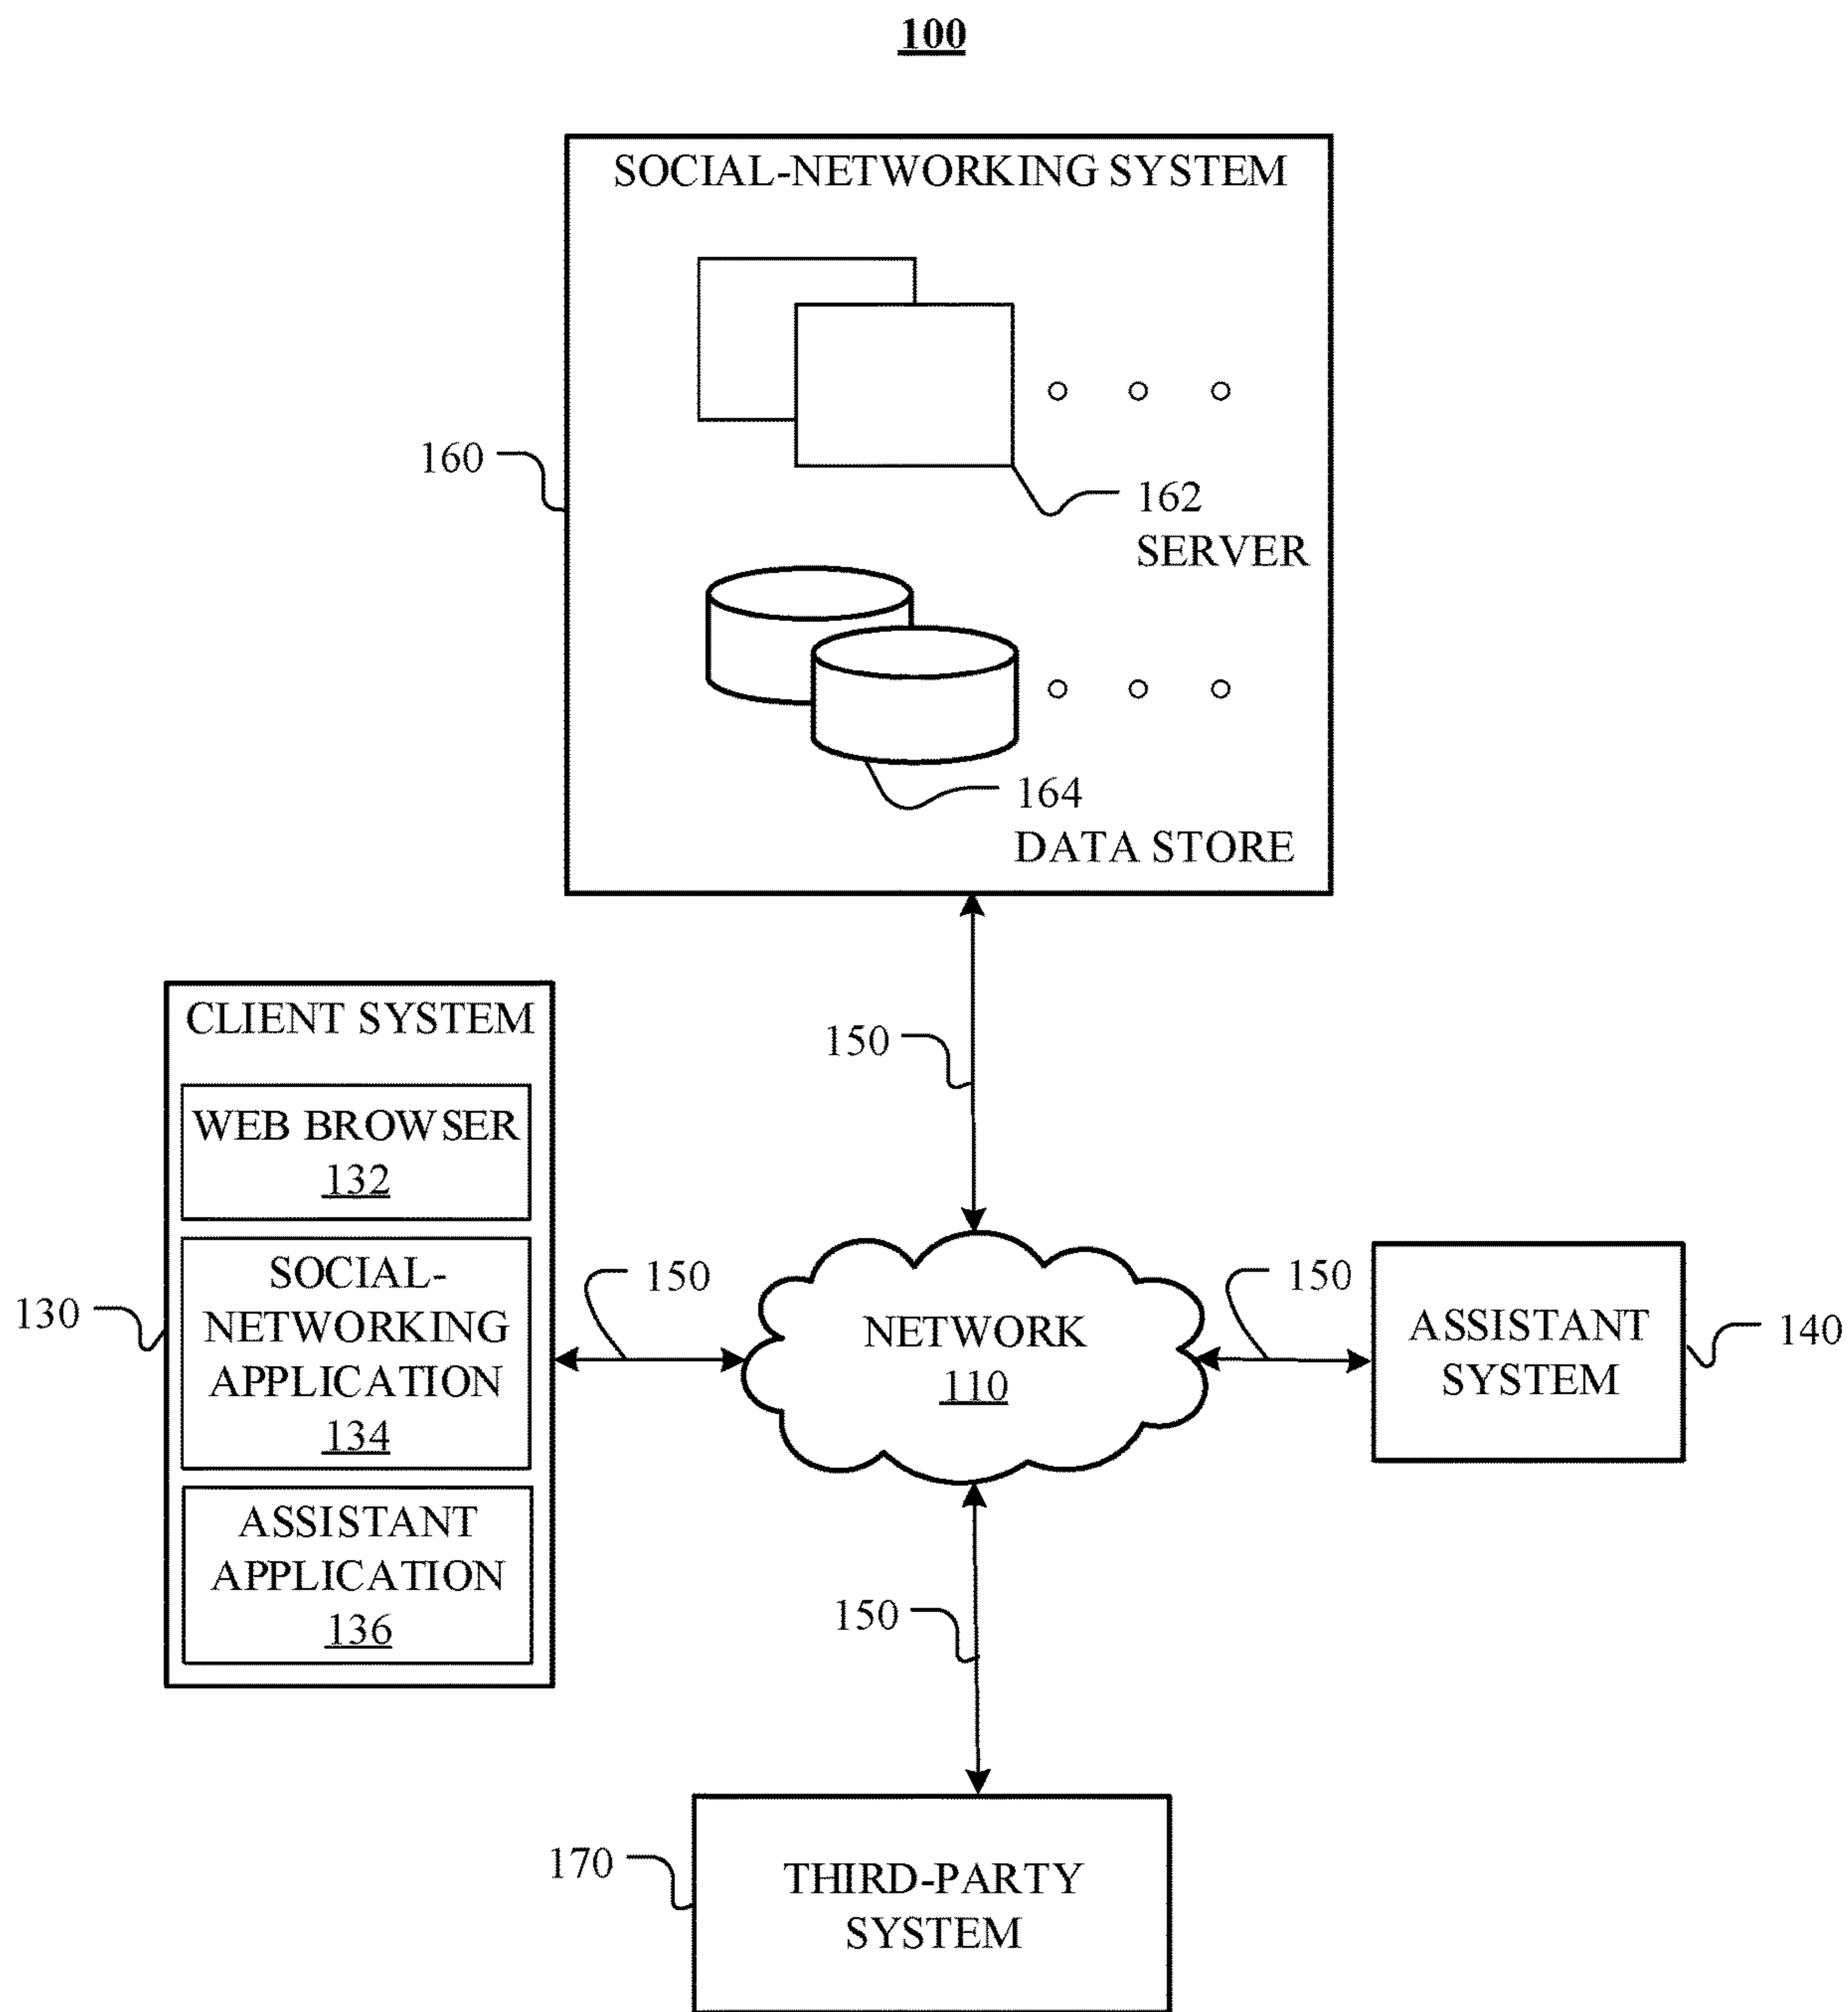 100
SOCIAL-NETWORKING SYSTEM
160
162
SERVER
164
DATA STORE
CLIENT SYSTEM
WEB BROWSER
132
SOCIAL-
NETWORKING
APPLICATION
134
ASSISTANT
APPLICATION
136
130
150
150
NETWORK
110
150
ASSISTANT
SYSTEM
140
150
170
THIRD-PARTY
SYSTEM